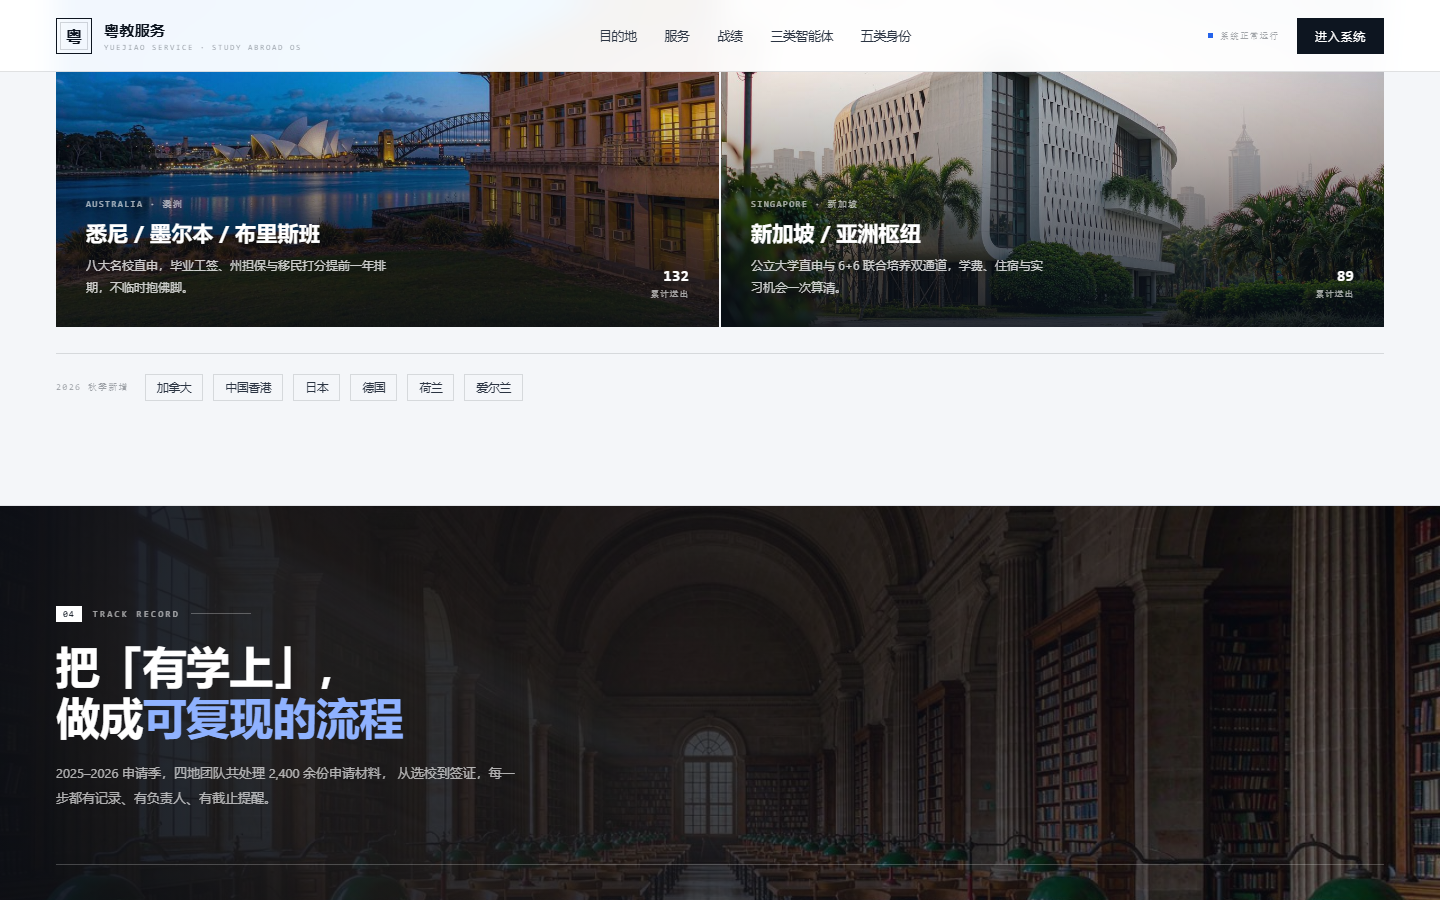 粤
粤教服务
YUEJIAO SERVICE · STUDY ABROAD OS
目的地
服务
战绩
三类智能体
五类身份
系统正常运行
进入系统
AUSTRALIA · 澳洲
悉尼 / 墨尔本 / 布里斯班
八大名校直申，毕业工签、州担保与移民打分提前一年排
期，不临时抱佛脚。
132
累计送出
SINGAPORE · 新加坡
新加坡 / 亚洲枢纽
公立大学直申与 6+6 联合培养双通道，学费、住宿与实
习机会一次算清。
89
累计送出
2026 秋季新增
加拿大
中国香港
日本
德国
荷兰
爱尔兰
04
TRACK RECORD
把「有学上」，
做成可复现的流程
2025–2026 申请季，四地团队共处理 2,400 余份申请材料， 从选校到签证，每一
步都有记录、有负责人、有截止提醒。